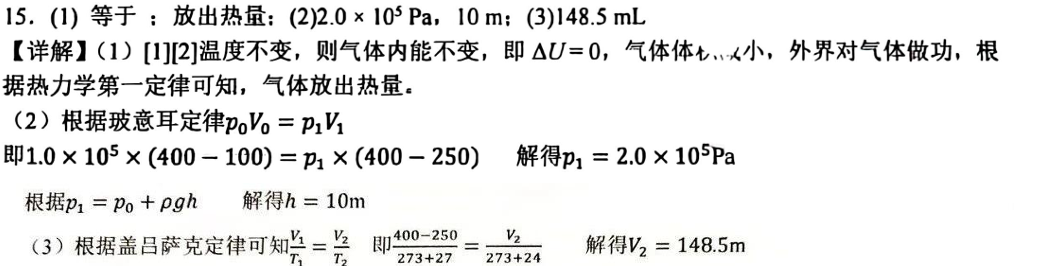 15. (1) 等于 ; 放出热量; (2)2.0 × 10⁵ Pa, 10 m; (3)148.5 mL
【详解】(1) [1][2]温度不变,则气体内能不变,即 ΔU=0,气体体 小,外界对气体做功,根
据热力学第一定律可知,气体放出热量。
(2) 根据玻意耳定律p₀V₀ = p₁V₁
即1.0 × 10⁵ × (400 − 100) = p₁ × (400 − 250) 解得p₁ = 2.0 × 10⁵Pa
根据p₁ = p₀ + ρgh 解得h = 10m
(3) 根据盖吕萨克定律可知V₁/T₁ = V₂/T₂ 即(400−250)/(273+27) = V₂/(273+24) 解得V₂ = 148.5m